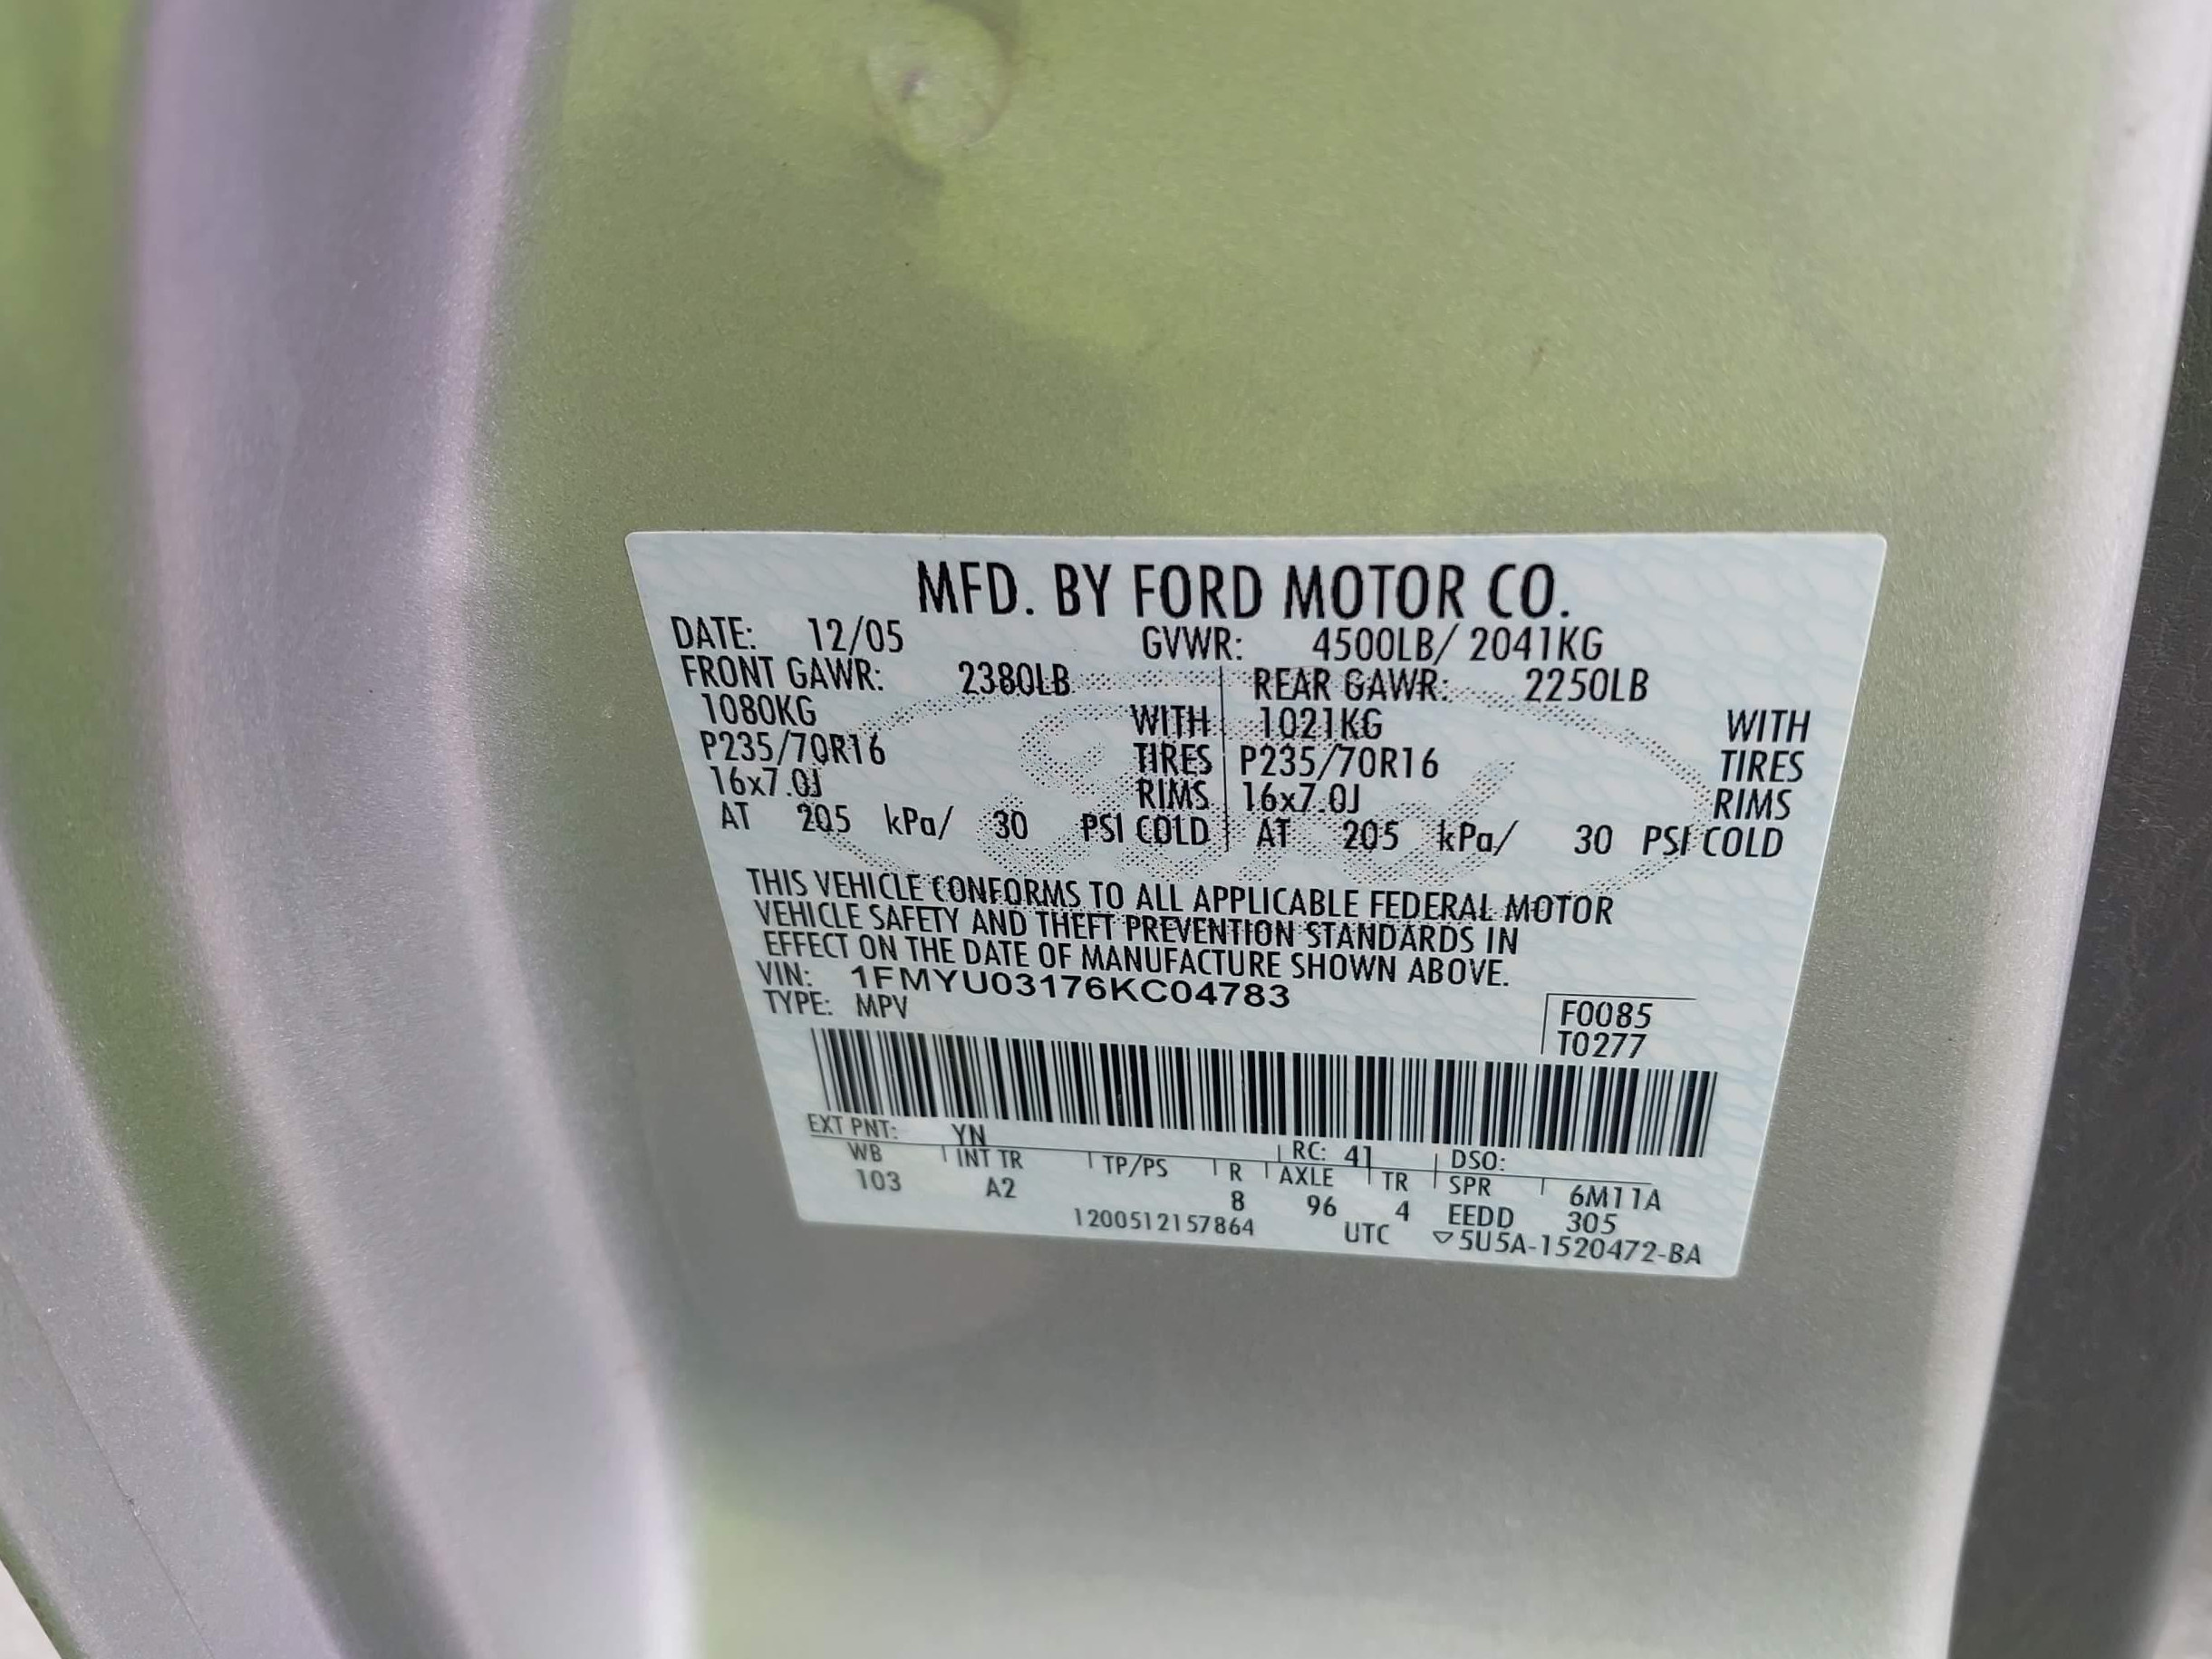 MFD. BY FORD MOTOR CO.
DATE: 12/05 GVWR: 4500LB/ 2041KG
FRONT GAWR: 2380LB REAR GAWR: 2250LB
1080KG WITH 1021KG WITH
P235/70R16 TIRES P235/70R16 TIRES
16x7.0J RIMS 16x7.0J RIMS
AT 205 kPa/ 30 PSI COLD AT 205 kPa/ 30 PSI COLD
THIS VEHICLE CONFORMS TO ALL APPLICABLE FEDERAL MOTOR
VEHICLE SAFETY AND THEFT PREVENTION STANDARDS IN
EFFECT ON THE DATE OF MANUFACTURE SHOWN ABOVE.
VIN: 1FMYU03176KC04783
TYPE: MPV
F0085
T0277
EXT PNT: YN RC: 41 DSO:
WB INT TR TP/PS R AXLE TR SPR 6M11A
103 A2 8 96 4 EEDD 305
1200512157864 UTC ▽5U5A-1520472-BA
Ford